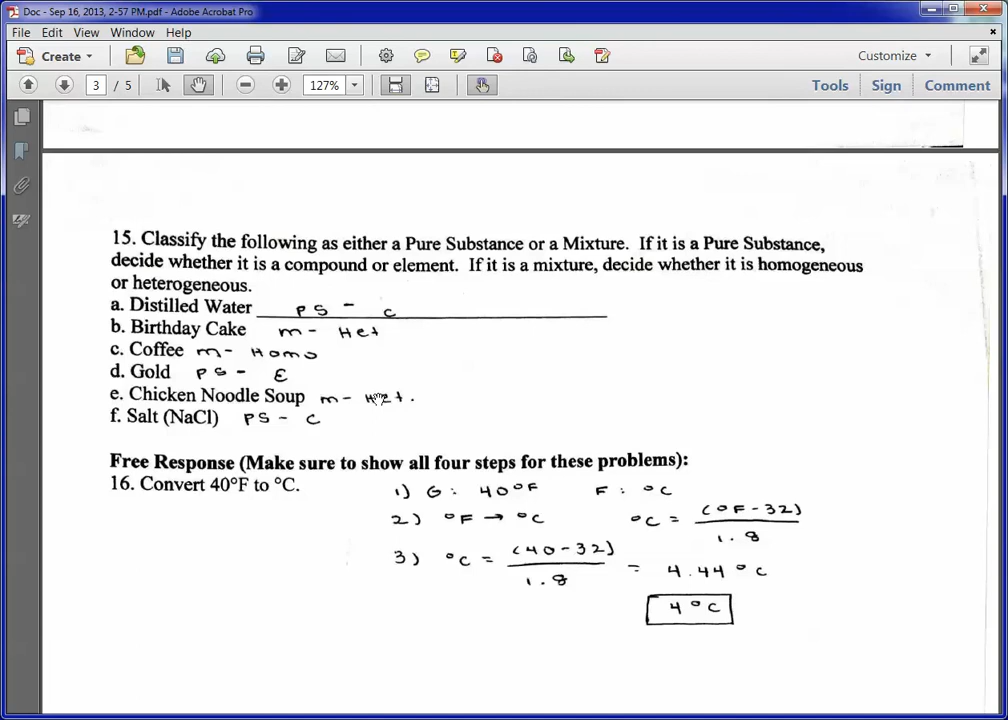 Doc - Sep 16, 2013, 2-57 PM.pdf - Adobe Acrobat Pro
File Edit View Window Help
Create Customize
3 / 5 127% Tools Sign Comment
15. Classify the following as either a Pure Substance or a Mixture. If it is a Pure Substance,
decide whether it is a compound or element. If it is a mixture, decide whether it is homogeneous
or heterogeneous.
a. Distilled Water PS - C
b. Birthday Cake m - Het
c. Coffee m - Homo
d. Gold PS - E
e. Chicken Noodle Soup m - Het.
f. Salt (NaCl) PS - C
Free Response (Make sure to show all four steps for these problems):
16. Convert 40°F to °C. 1) G: 40°F F: °C
2) °F → °C °C = (°F-32) / 1.8
3) °C = (40-32) / 1.8 = 4.44°C
4°C